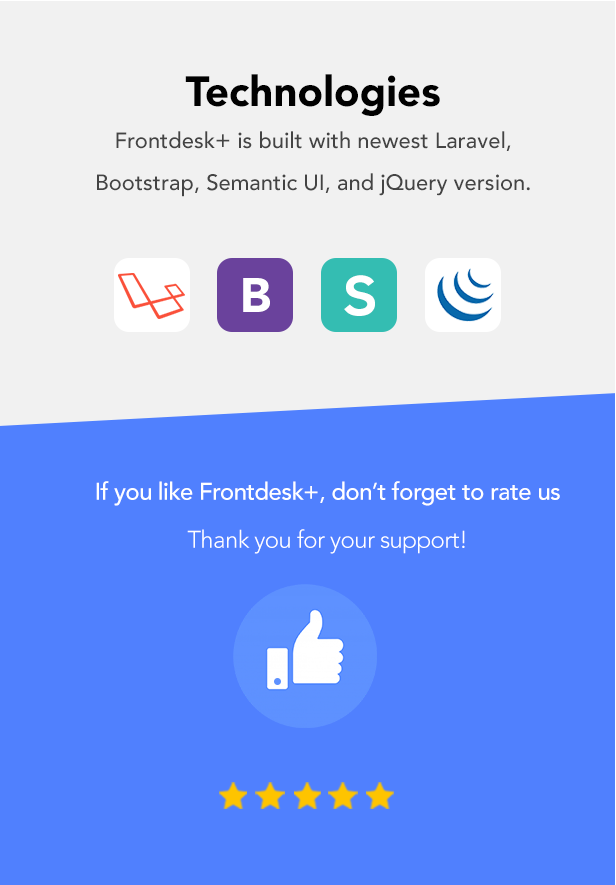 Technologies
Frontdesk+ is built with newest Laravel,
Bootstrap, Semantic UI, and jQuery version.
B
S
If you like Frontdesk+, don’t forget to rate us
Thank you for your support!